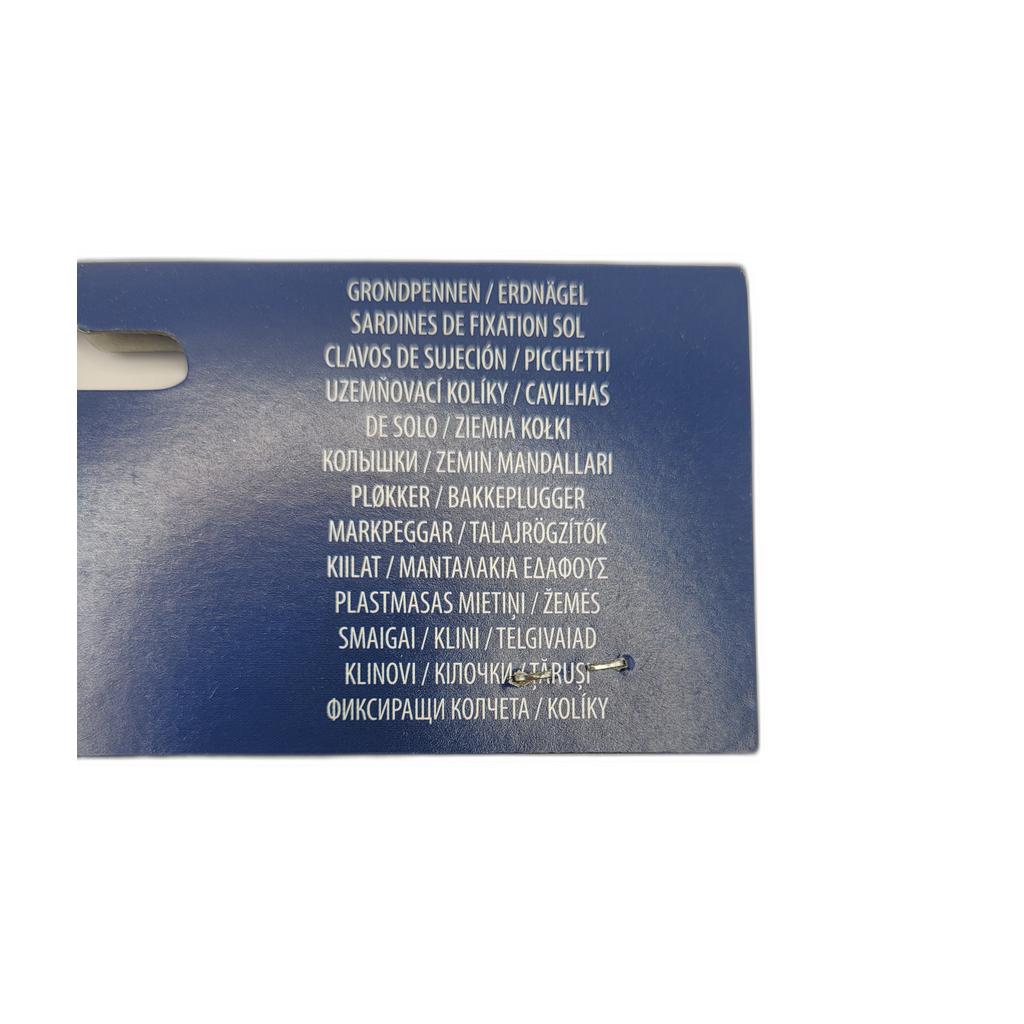 GRONDPENNEN / ERDNÄGEL
SARDINES DE FIXATION SOL
CLAVOS DE SUJECIÓN / PICCHETTI
UZEMŇOVACÍ KOLÍKY / CAVILHAS
DE SOLO / ZIEMIA KOŁKI
КОЛЫШКИ / ZEMIN MANDALLARI
PLØKKER / BAKKEPLUGGER
MARKPEGGAR / TALAJRÖGZÍTŐK
KIILAT / ΜΑΝΤΑΛΑΚΙΑ ΕΔΑΦΟΥΣ
PLASTMASAS MIETIŅI / ŽEMĖS
SMAIGAI / KLINI / TELGIVAIAD
KLINOVI / КІЛОЧКИ / ȚĂRUȘI
ФИКСИРАЩИ КОЛЧЕТА / KOLÍKY